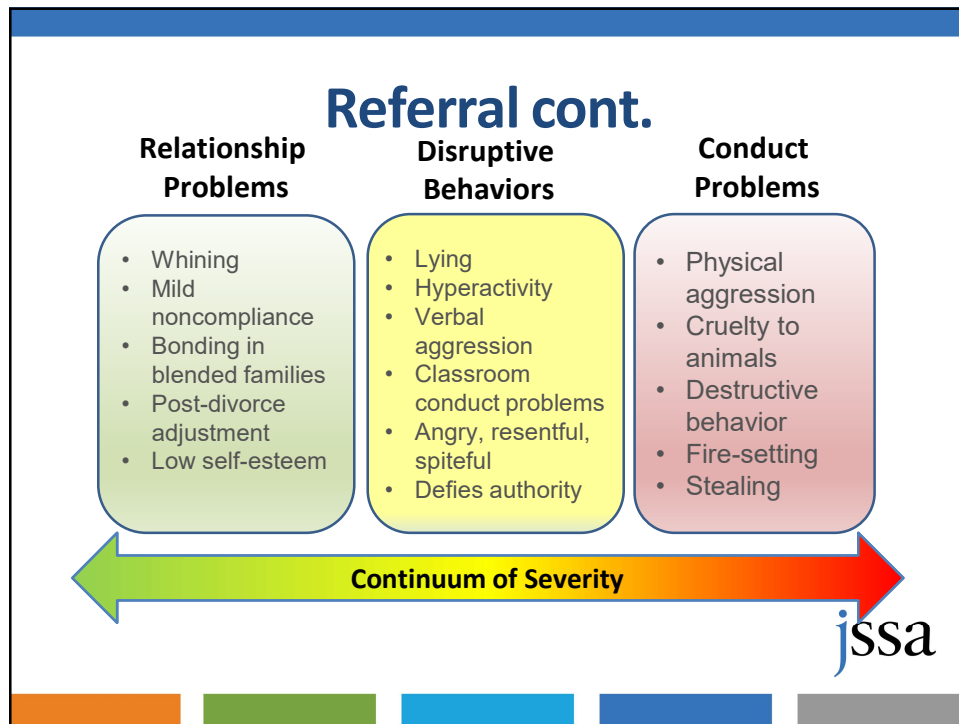 Referral cont.
Relationship
Problems
• Whining
• Mild
noncompliance
• Bonding in
blended families
• Post-divorce
adjustment
• Low self-esteem
Disruptive
Behaviors
• Lying
• Hyperactivity
• Verbal
aggression
• Classroom
conduct problems
• Angry, resentful,
spiteful
• Defies authority
Conduct
Problems
• Physical
aggression
• Cruelty to
animals
• Destructive
behavior
• Fire-setting
• Stealing
Continuum of Severity
jssa